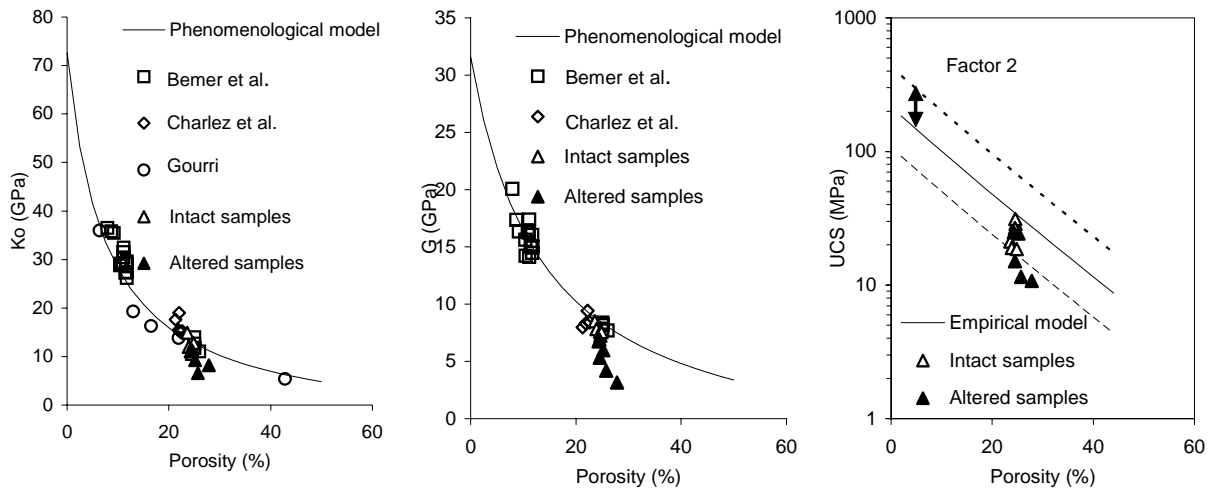 80
70
60
50
40
30
20
10
0
Ko (GPa)
Phenomenological model
Bemer et al.
Charlez et al.
Gourri
Intact samples
Altered samples
0 20 40 60
Porosity (%)
35
30
25
20
15
10
5
0
G (GPa)
Phenomenological model
Bemer et al.
Charlez et al.
Intact samples
Altered samples
0 20 40 60
Porosity (%)
1000
100
10
1
UCS (MPa)
Factor 2
Empirical model
Intact samples
Altered samples
0 20 40 60
Porosity (%)